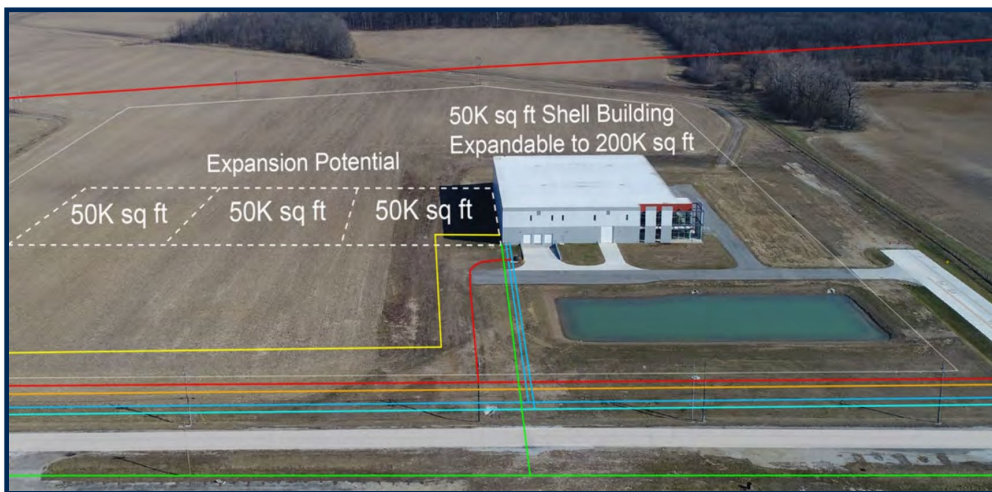 50K sq ft Shell Building
Expandable to 200K sq ft
Expansion Potential
50K sq ft
50K sq ft
50K sq ft